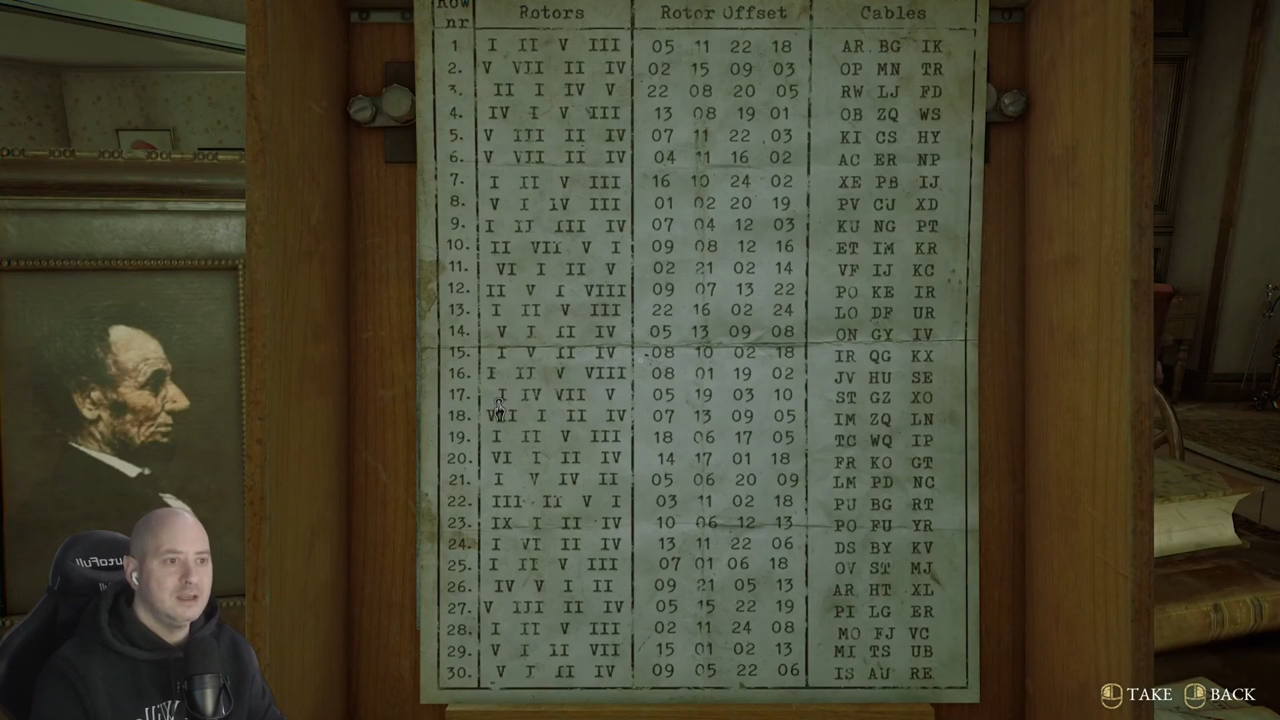 Row nr Rotors Rotor Offset Cables
1 I II V III 05 11 22 18 AR BG IK
2. V VII II IV 02 15 09 03 OP MN TR
3. II I IV V 22 08 20 05 RW LJ FD
4. IV I V III 13 08 19 01 OB ZQ WS
5. V III II IV 07 11 22 03 KI CS HY
6. V VII II IV 04 11 16 02 AC ER NP
7. I II V III 16 10 24 02 XE PB IJ
8. V I IV III 01 02 20 19 PV CU XD
9. I II III IV 07 04 12 03 KU NG PT
10. II VII V I 09 08 12 16 ET IM KR
11. VI I II V 02 21 02 14 VF IJ KC
12. II V I VIII 09 07 13 22 PO KE IR
13. I II V III 22 16 02 24 LO DF UR
14. V I II IV 05 13 09 08 ON GY IV
15. I V II IV 08 10 02 18 IR QG KX
16. I II V VIII 08 01 19 02 JV HU SE
17. I IV VII V 05 19 03 10 ST GZ XO
18. I II IV 07 13 09 05 IM ZQ LN
19. I II V III 18 06 17 05 TC WQ IP
20. VI I II IV 14 17 01 18 FR KO GT
21. I V IV II 05 06 20 09 LM PD NC
22. III II V I 03 11 02 18 PU BG RT
23. IX I II IV 10 06 12 13 PO FU YR
24. I VI II IV 13 11 22 06 DS BY KV
25. I II V III 07 01 06 18 OV ST MJ
26. IV V I II 09 21 05 13 AR HT XL
27. V III II IV 05 15 22 19 PI LG ER
28. I II V III 02 11 24 08 MO FJ VC
29. V I II VII 15 01 02 13 MI TS UB
30. V I II IV 09 05 22 06 IS AU RE
TAKE BACK